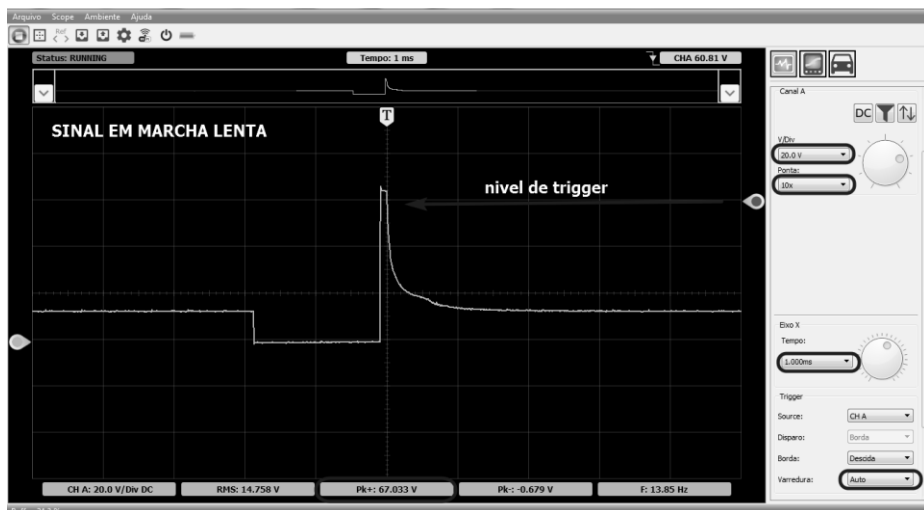 Arquivo Scope Ambiente Ajuda
Ref
Status: RUNNING
Tempo: 1 ms
CHA 60.81 V
T
SINAL EM MARCHA LENTA
nivel de trigger
CH A: 20.0 V/Div DC
RMS: 14.758 V
Pk+: 67.033 V
Pk-: -0.679 V
F: 13.85 Hz
Canal A
DC
V/Div
20.0 V
Ponta:
10x
Eixo X
Tempo:
1.000ms
Trigger
Source: CH A
Disparo: Borda
Borda: Descida
Varredura: Auto